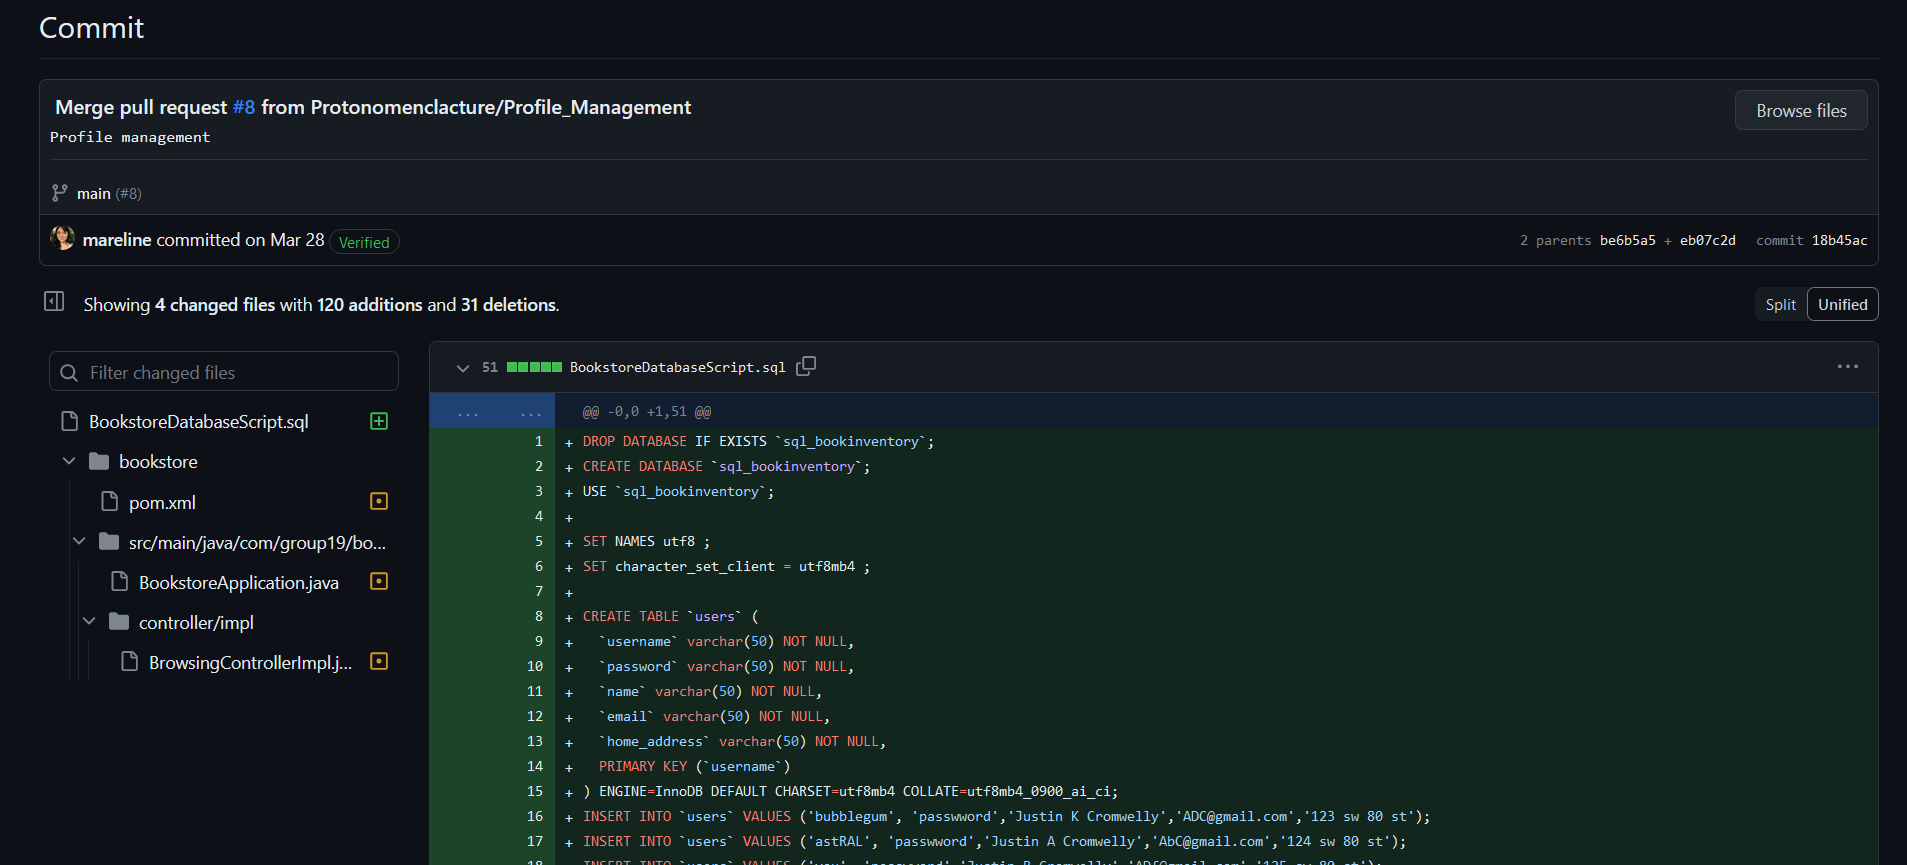 Commit
Merge pull request #8 from Protonomenclacture/Profile_Management
Browse files
Profile management
main (#8)
mareline committed on Mar 28 Verified
2 parents be6b5a5 + eb07c2d commit 18b45ac
Showing 4 changed files with 120 additions and 31 deletions.
Split Unified
Filter changed files
BookstoreDatabaseScript.sql
bookstore
pom.xml
src/main/java/com/group19/bo...
BookstoreApplication.java
controller/impl
BrowsingControllerImpl.j...
51 BookstoreDatabaseScript.sql
... ... @@ -0,0 +1,51 @@
1 + DROP DATABASE IF EXISTS `sql_bookinventory`;
2 + CREATE DATABASE `sql_bookinventory`;
3 + USE `sql_bookinventory`;
4 +
5 + SET NAMES utf8 ;
6 + SET character_set_client = utf8mb4 ;
7 +
8 + CREATE TABLE `users` (
9 + `username` varchar(50) NOT NULL,
10 + `password` varchar(50) NOT NULL,
11 + `name` varchar(50) NOT NULL,
12 + `email` varchar(50) NOT NULL,
13 + `home_address` varchar(50) NOT NULL,
14 + PRIMARY KEY (`username`)
15 + ) ENGINE=InnoDB DEFAULT CHARSET=utf8mb4 COLLATE=utf8mb4_0900_ai_ci;
16 + INSERT INTO `users` VALUES ('bubblegum', 'passwword','Justin K Cromwelly','ADC@gmail.com','123 sw 80 st');
17 + INSERT INTO `users` VALUES ('astRAL', 'passwword','Justin A Cromwelly','AbC@gmail.com','124 sw 80 st');